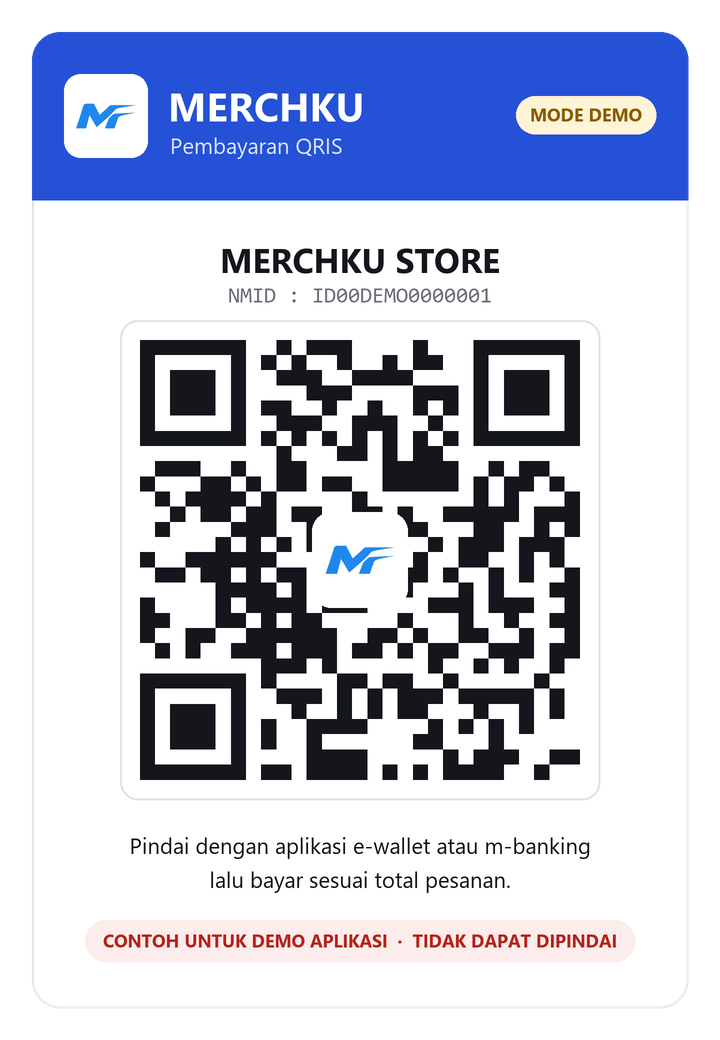 MERCHKU
Pembayaran QRIS
MODE DEMO
MERCHKU STORE
NMID : ID00DEMO0000001
Pindai dengan aplikasi e-wallet atau m-banking
lalu bayar sesuai total pesanan.
CONTOH UNTUK DEMO APLIKASI · TIDAK DAPAT DIPINDAI